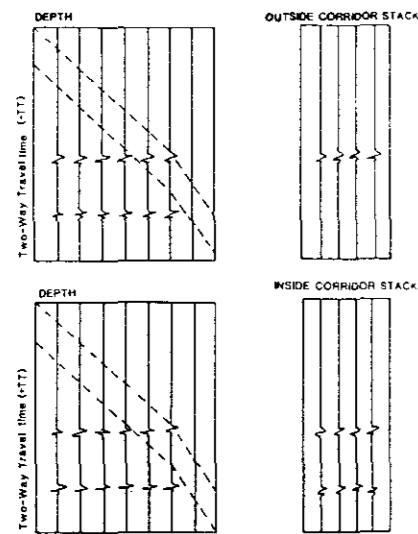 DEPTH
OUTSIDE CORRIDOR STACK
Two-Way Travel time (+TT)
DEPTH
INSIDE CORRIDOR STACK
Two-Way Travel time (+TT)